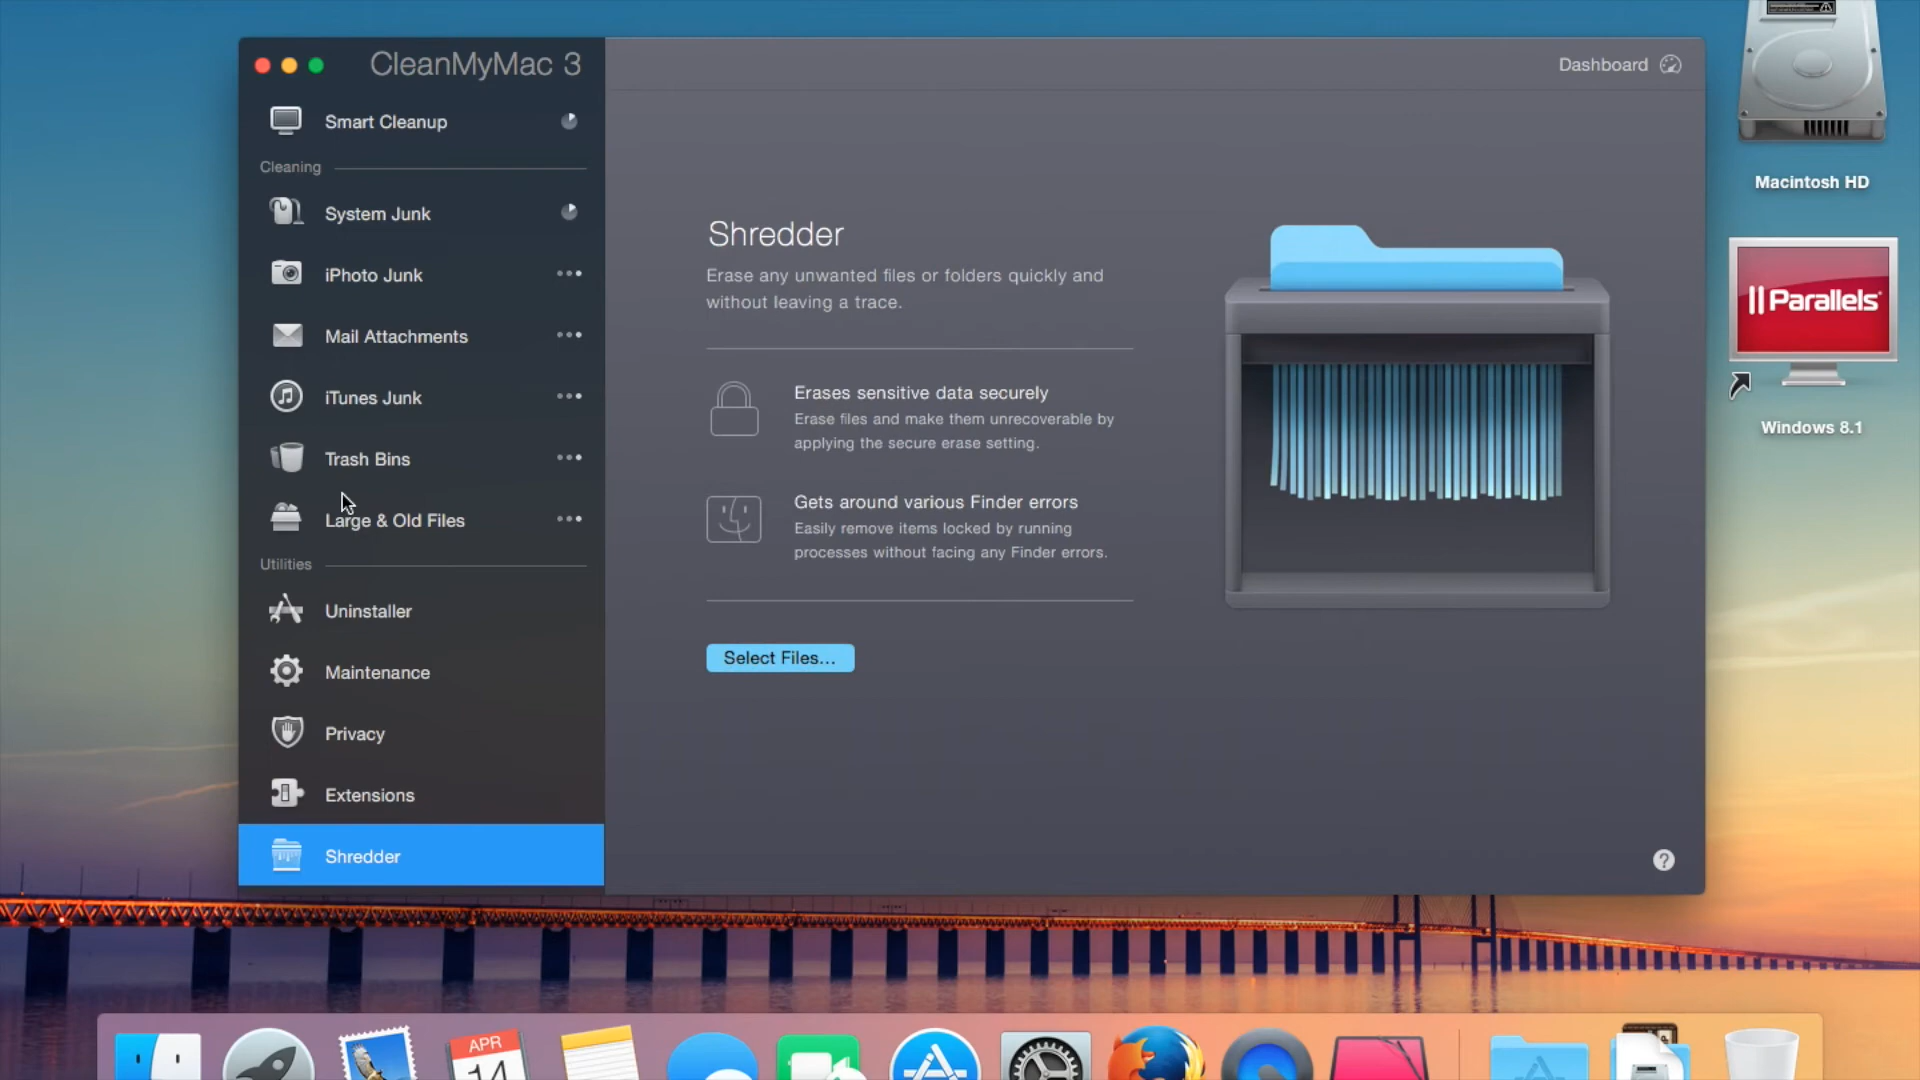 CleanMyMac 3
Dashboard
Smart Cleanup
Cleaning
System Junk
iPhoto Junk
Mail Attachments
iTunes Junk
Trash Bins
Large & Old Files
Utilities
Uninstaller
Maintenance
Privacy
Extensions
Shredder
Shredder
Erase any unwanted files or folders quickly and
without leaving a trace.
Erases sensitive data securely
Erase files and make them unrecoverable by
applying the secure erase setting.
Gets around various Finder errors
Easily remove items locked by running
processes without facing any Finder errors.
Select Files...
?
Macintosh HD
Parallels
Windows 8.1
APR
14